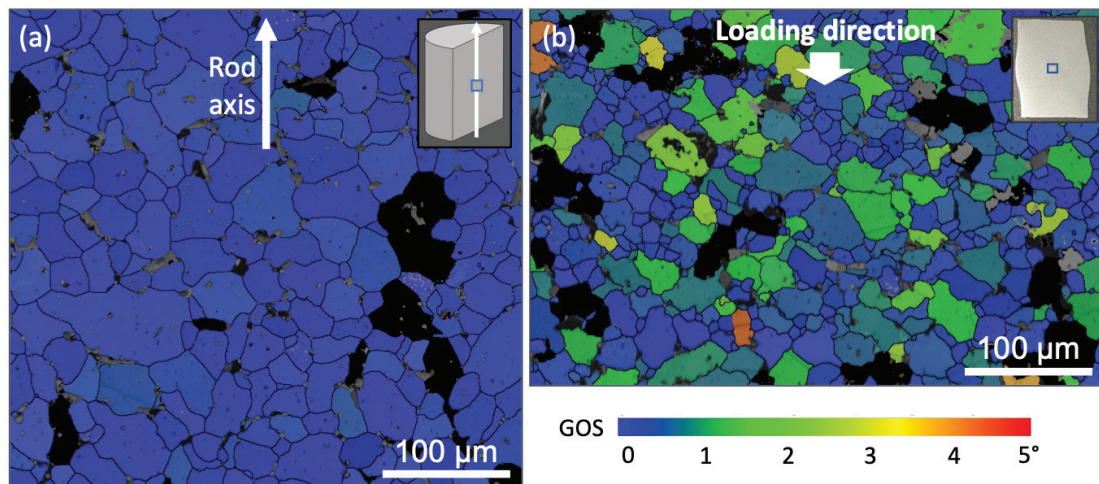 (a)
Rod
axis
100 µm
(b)
Loading direction
100 µm
GOS
0 1 2 3 4 5°